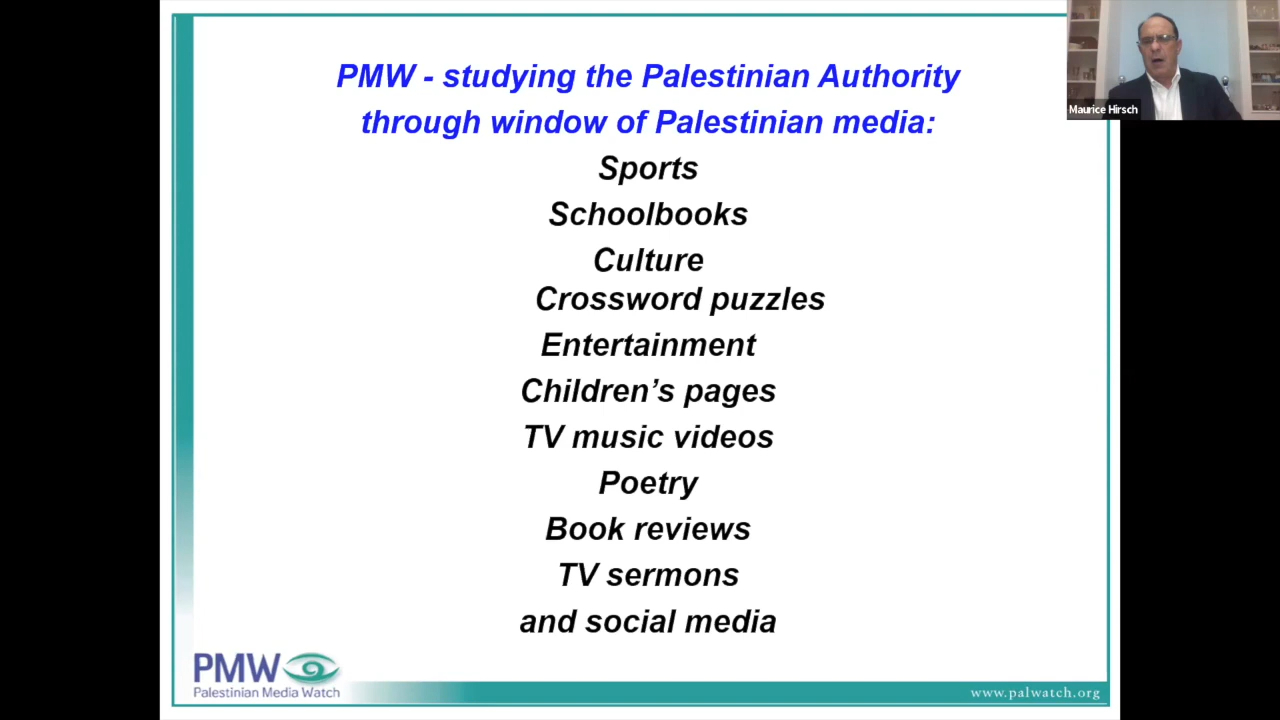 PMW - studying the Palestinian Authority
through window of Palestinian media:
Sports
Schoolbooks
Culture
Crossword puzzles
Entertainment
Children’s pages
TV music videos
Poetry
Book reviews
TV sermons
and social media
PMW
Palestinian Media Watch
www.palwatch.org
Maurice Hirsch